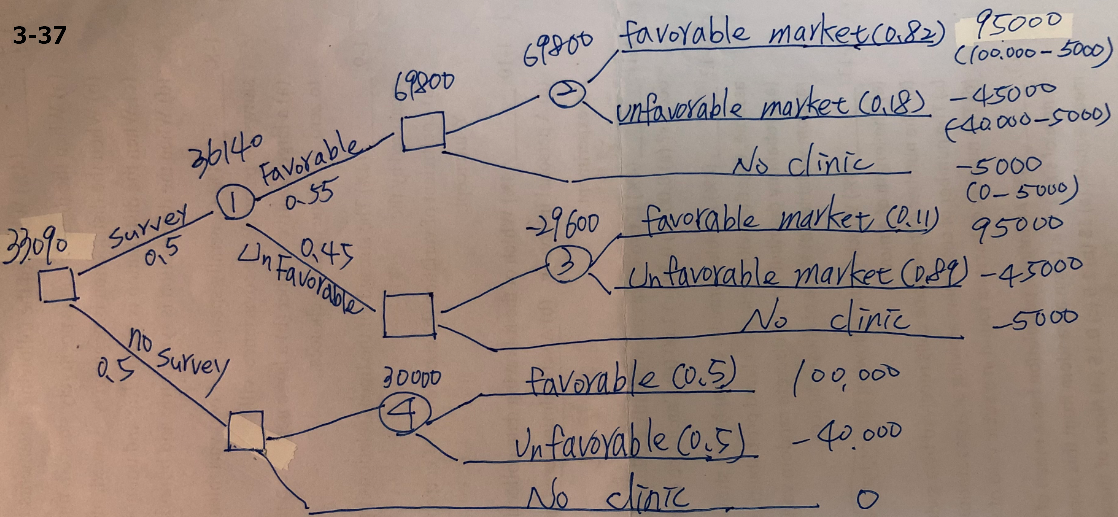 3-37
favorable market (0.82) 95000
(100.000-5000)
69800
69800
unfavorable market (0.18) -45000
(-40.000-5000)
36140
Favorable
0.55
No clinic -5000
(0-5000)
-29600
favorable market (0.11) 95000
33.090
survey
0.5
0.45
UnFavorable
Unfavorable market (0.89) -45000
No clinic -5000
no survey
0.5
30000
favorable (0.5) 100,000
Unfavorable (0.5) -40.000
No clinic 0
1
2
3
4